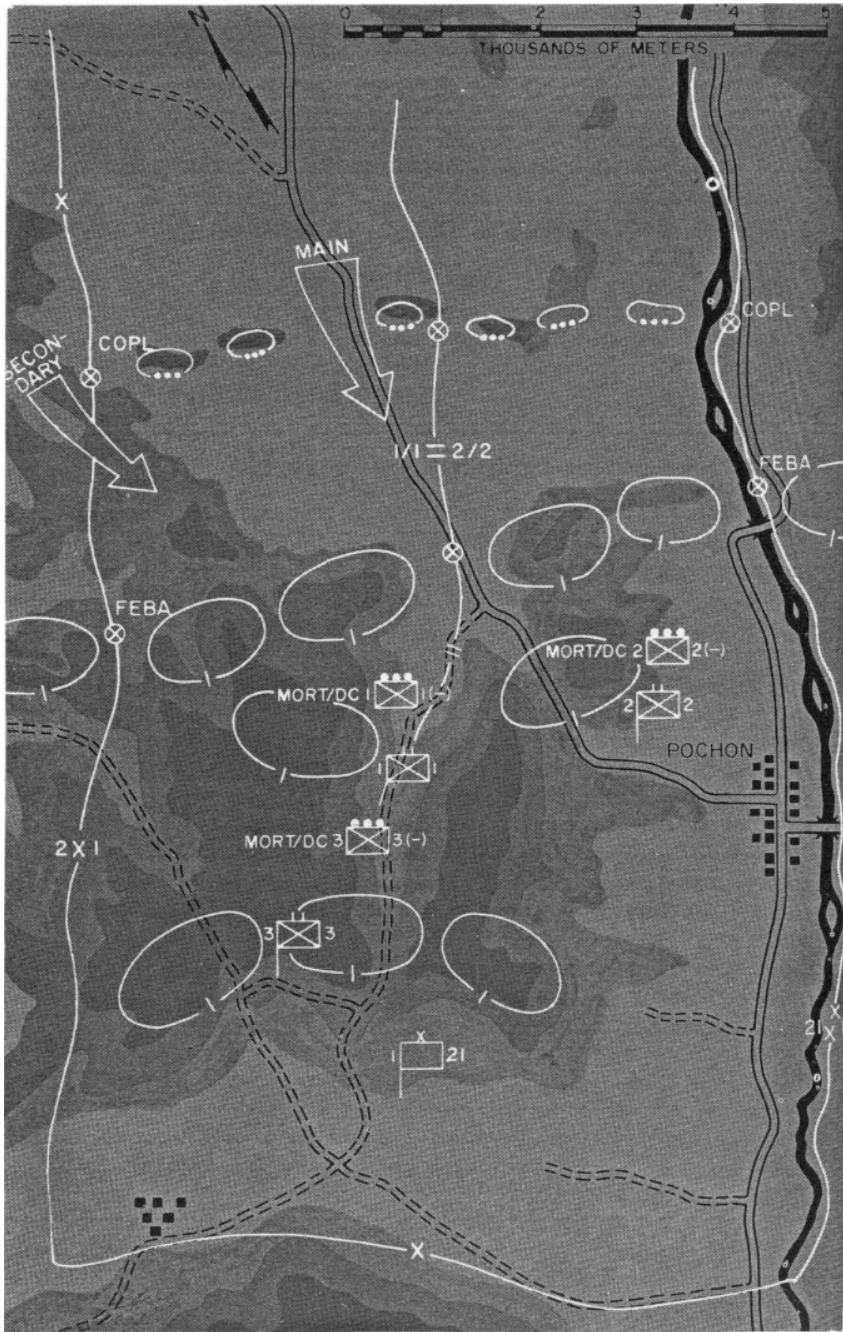 0 1 2 3 4 5
THOUSANDS OF METERS
N
X
MAIN
COPL
COPL
SECON-
DARY
1/1 = 2/2
FEBA
FEBA
MORT/DC 2 2(-)
MORT/DC 1 1(-)
2 2
POCHON
1 1
MORT/DC 3 3(-)
2 X 1
3 3
X
1 21
X
X